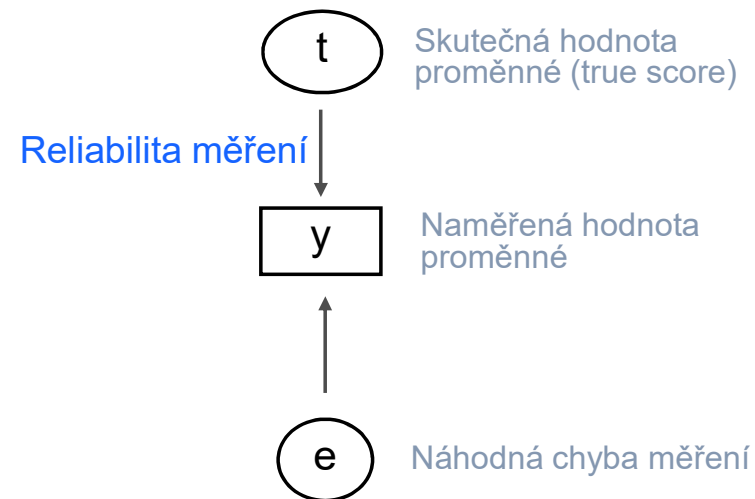 t
Skutečná hodnota
proměnné (true score)
Reliabilita měření
y
Naměřená hodnota
proměnné
e
Náhodná chyba měření